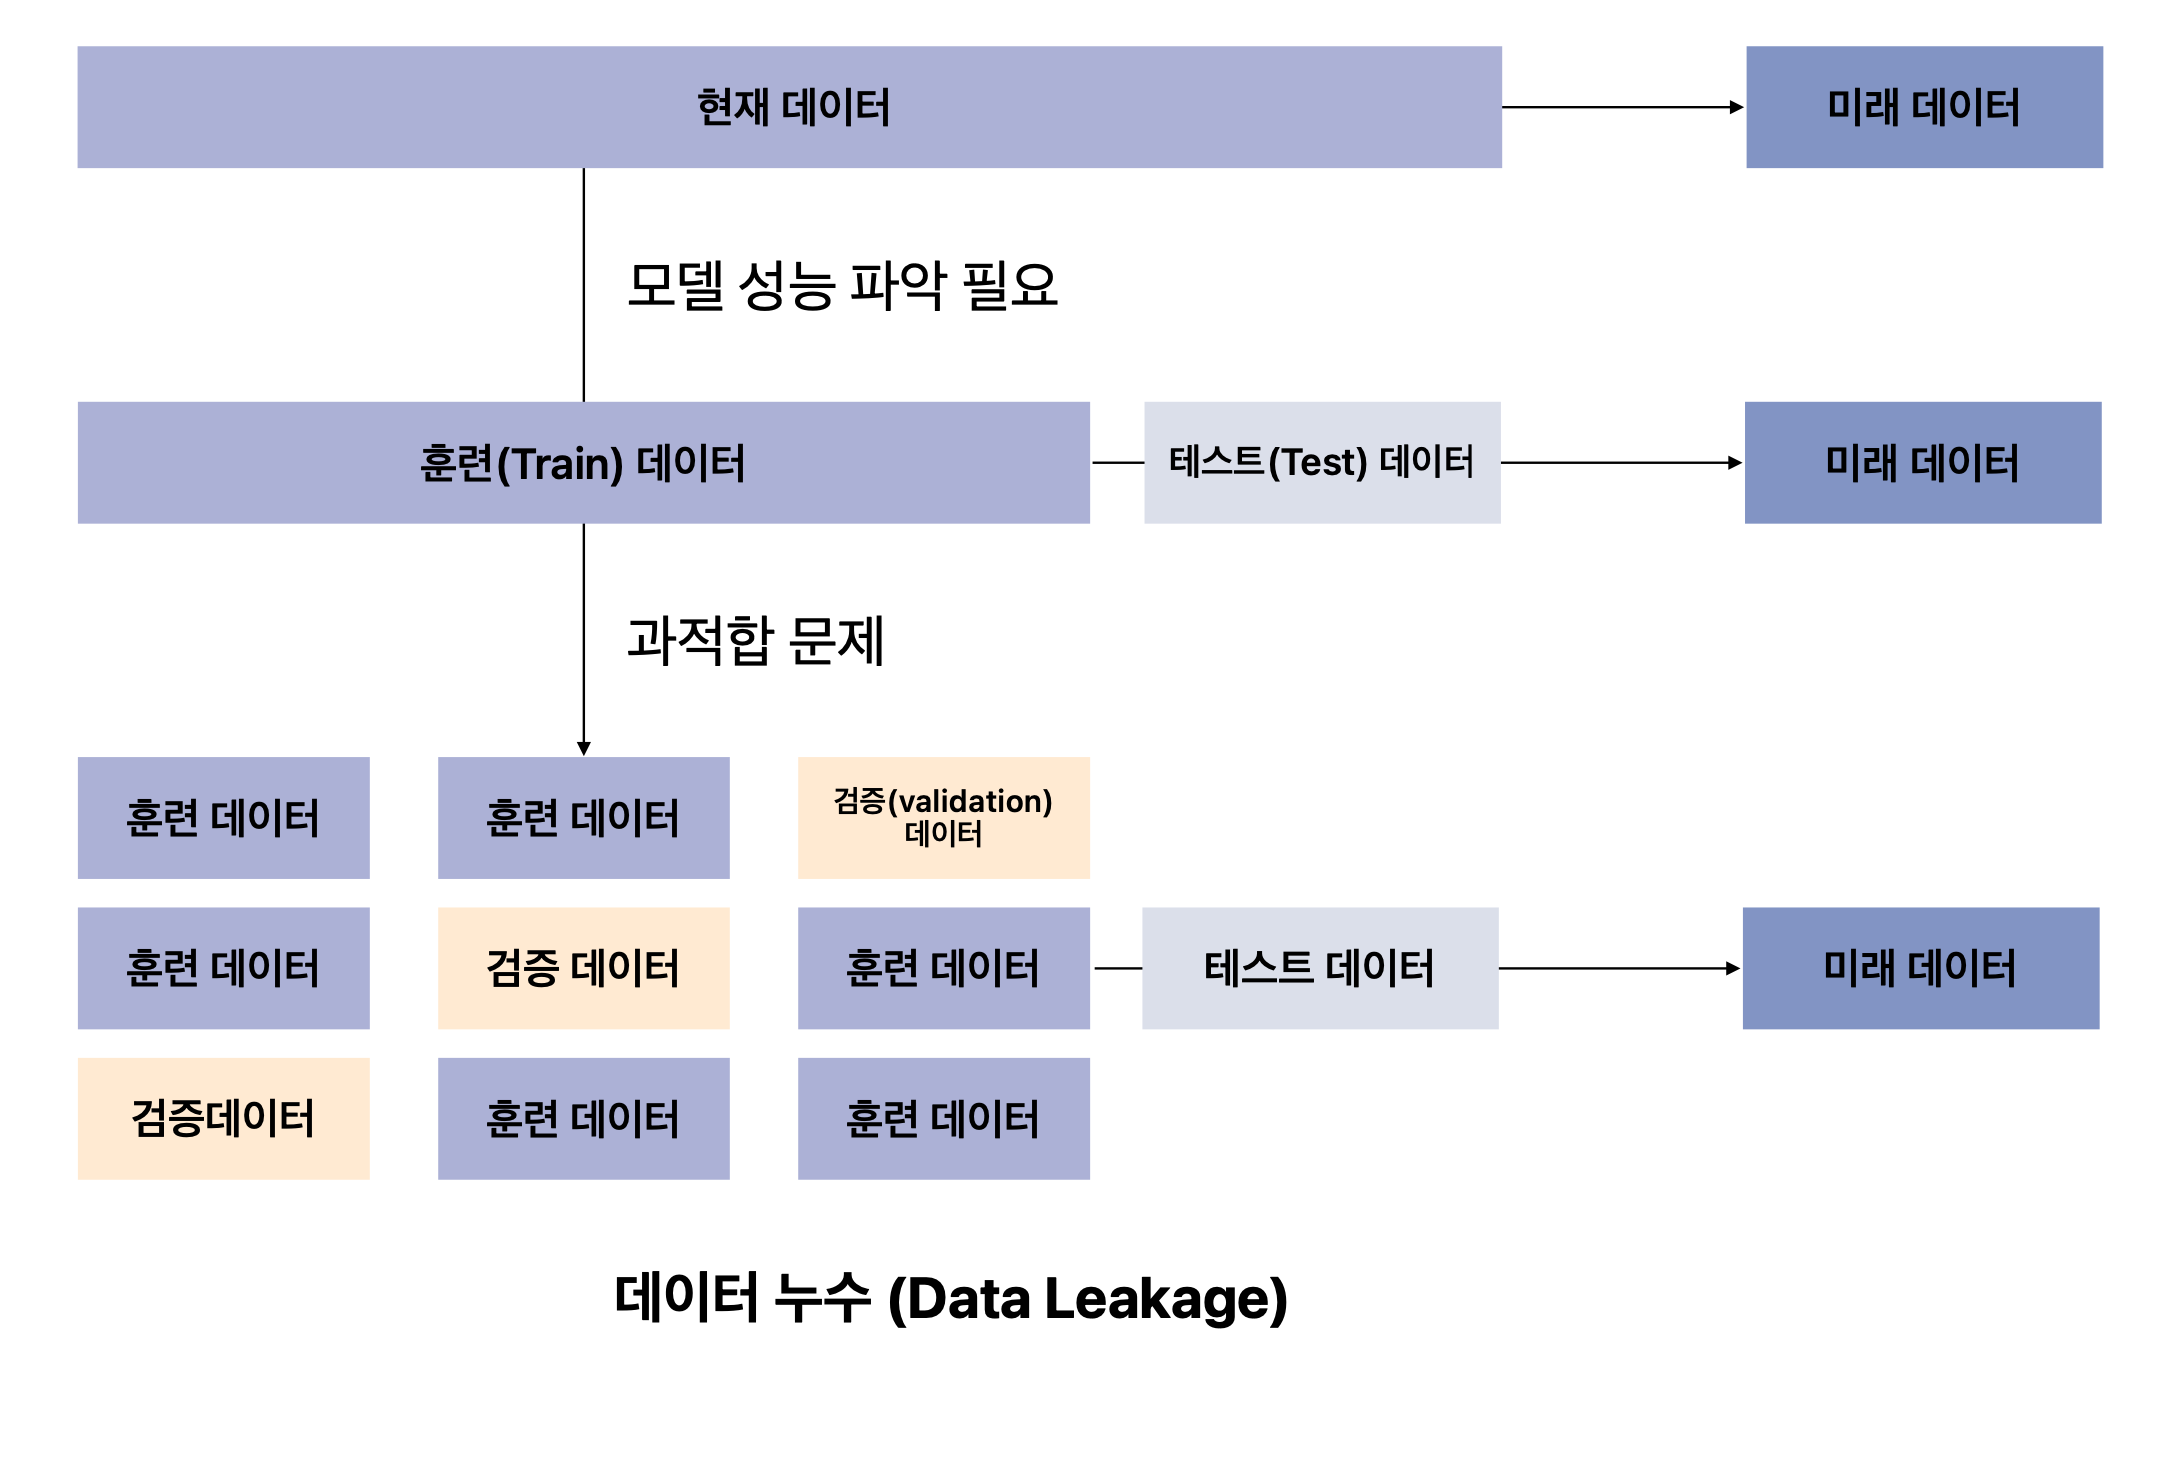 현재 데이터
미래 데이터
모델 성능 파악 필요
훈련(Train) 데이터
테스트(Test) 데이터
미래 데이터
과적합 문제
훈련 데이터
훈련 데이터
검증(validation)
데이터
훈련 데이터
검증 데이터
훈련 데이터
테스트 데이터
미래 데이터
검증데이터
훈련 데이터
훈련 데이터
데이터 누수 (Data Leakage)